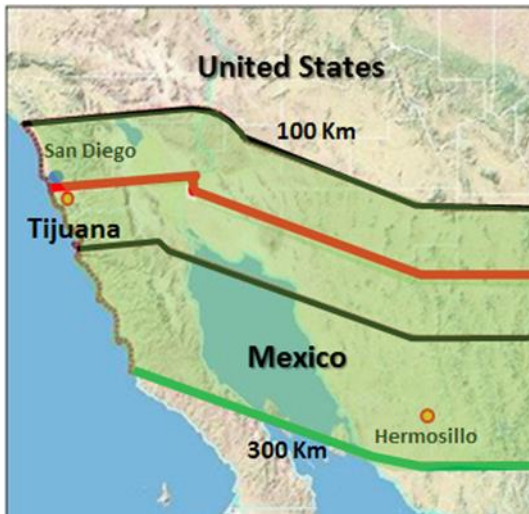 United States
100 Km
San Diego
Tijuana
Mexico
Hermosillo
300 Km